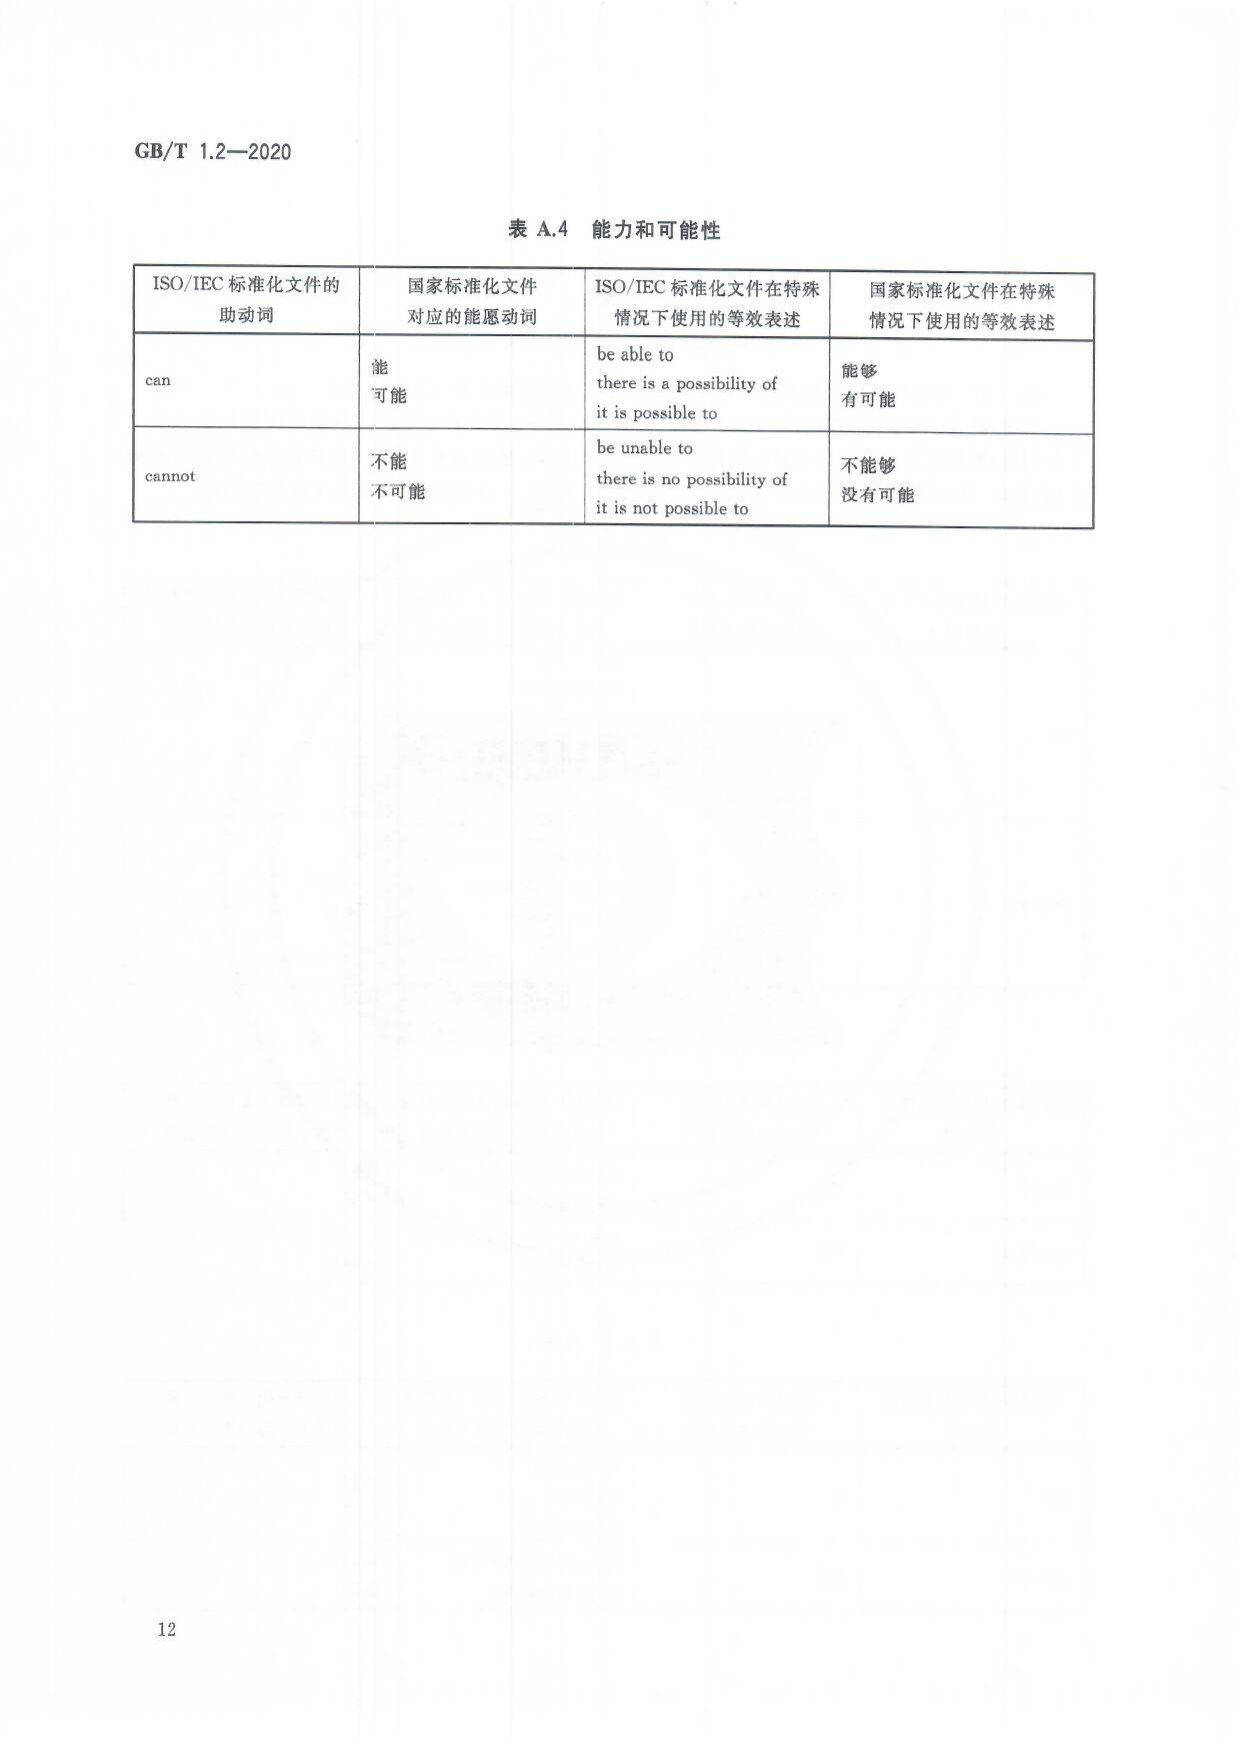 GB/T 1.2—2020
表 A.4 能力和可能性
ISO/IEC 标准化文件的
助动词
国家标准化文件
对应的能愿动词
ISO/IEC 标准化文件在特殊
情况下使用的等效表述
国家标准化文件在特殊
情况下使用的等效表述
can
能
可能
be able to
there is a possibility of
it is possible to
能够
有可能
cannot
不能
不可能
be unable to
there is no possibility of
it is not possible to
不能够
没有可能
12